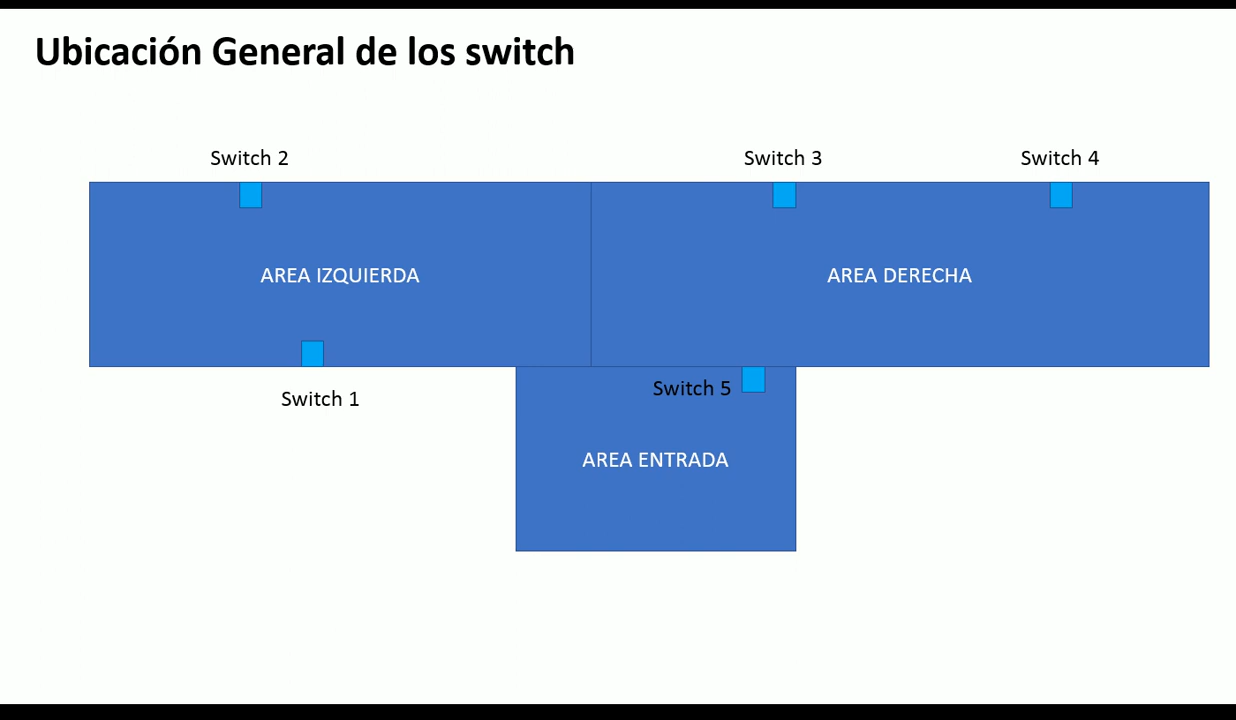 Ubicación General de los switch
Switch 2
Switch 3
Switch 4
AREA IZQUIERDA
AREA DERECHA
Switch 1
Switch 5
AREA ENTRADA